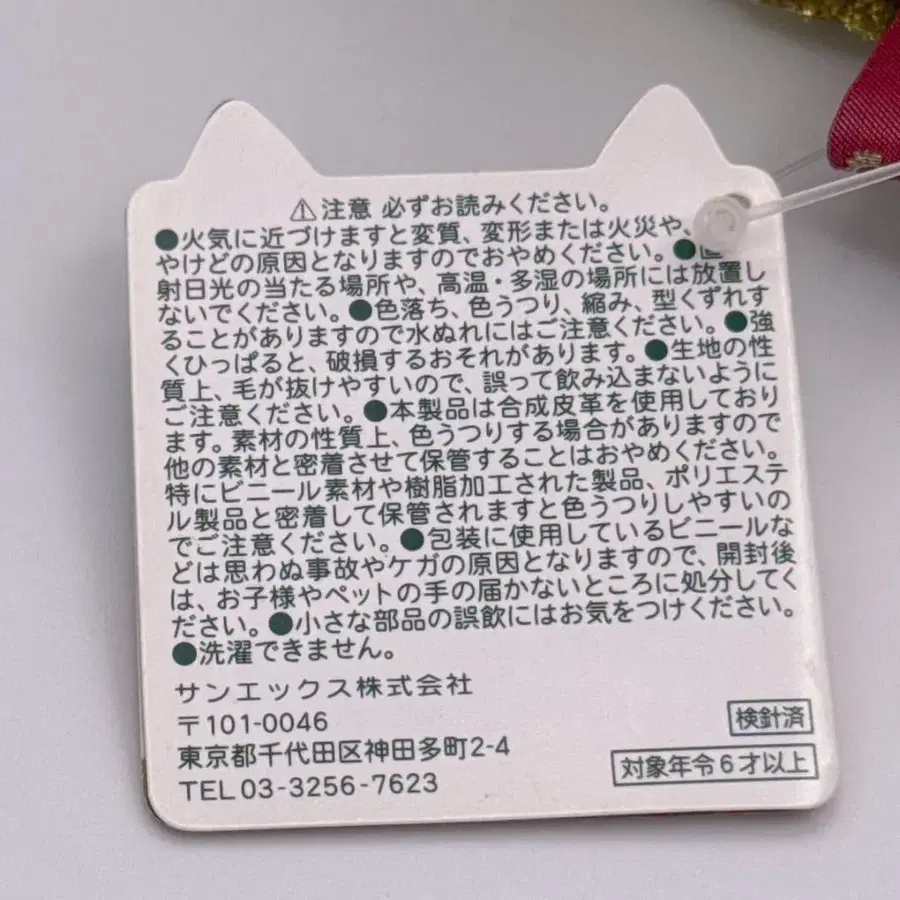 ⚠注意 必ずお読みください。
●火気に近づけますと変質、変形または火災や、
やけどの原因となりますのでおやめください。●
射日光の当たる場所や、高温・多湿の場所には放置し
ないでください。●色落ち、色うつり、縮み、型くずれす
ることがありますので水ぬれにはご注意ください。●強
くひっぱると、破損するおそれがあります。●生地の性
質上、毛が抜けやすいので、誤って飲み込まないように
ご注意ください。●本製品は合成皮革を使用しており
ます。素材の性質上、色うつりする場合がありますので
他の素材と密着させて保管することはおやめください。
特にビニール素材や樹脂加工された製品、ポリエステ
ル製品と密着して保管されますと色うつりしやすいの
でご注意ください。●包装に使用しているビニールな
どは思わぬ事故やケガの原因となりますので、開封後
は、お子様やペットの手の届かないところに処分してく
ださい。●小さな部品の誤飲にはお気をつけください。
●洗濯できません。
サンエックス株式会社
〒101-0046
東京都千代田区神田多町2-4
TEL 03-3256-7623
検針済
対象年令6才以上